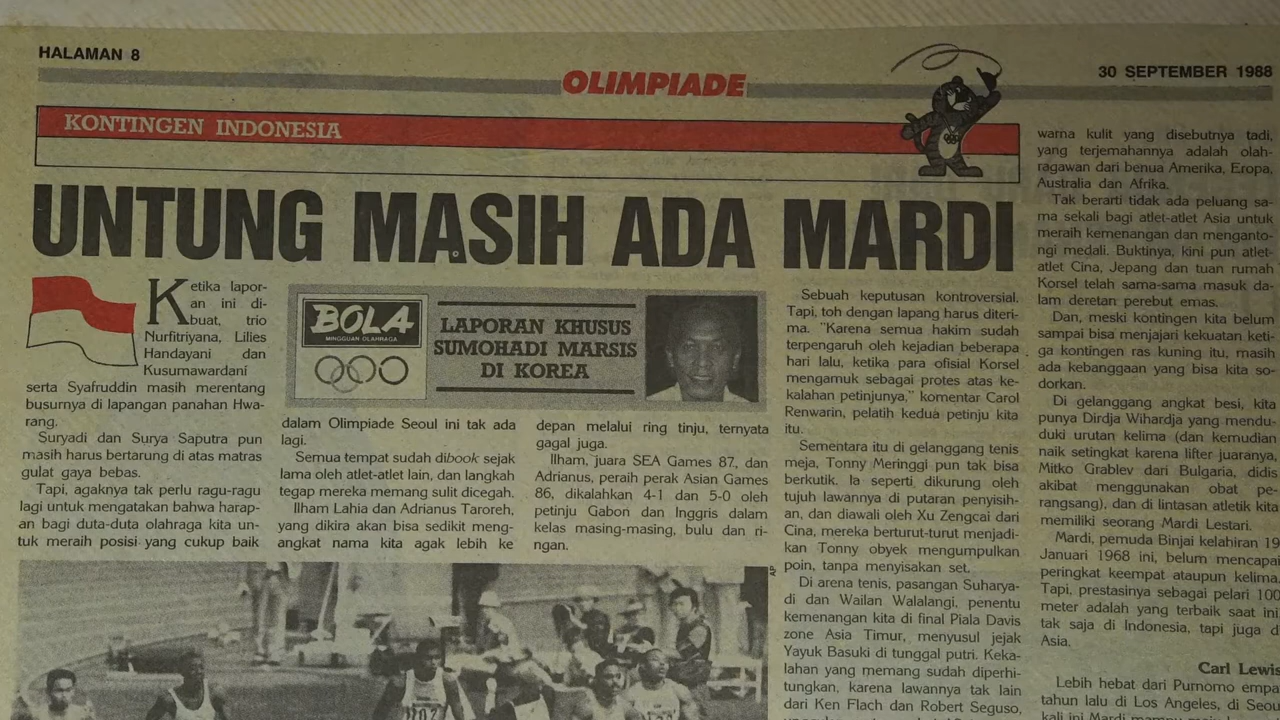 HALAMAN 8
OLIMPIADE
30 SEPTEMBER 1988
KONTINGEN INDONESIA
UNTUNG MASIH ADA MARDI
Ketika lapor-
an ini di-
buat, trio
Nurfitriyana, Lilies
Handayani dan
Kusumawardani
serta Syafruddin masih merentang
busurnya di lapangan panahan Hwa-
rang.
Suryadi dan Surya Saputra pun
masih harus bertarung di atas matras
gulat gaya bebas.
Tapi, agaknya tak perlu ragu-ragu
lagi untuk mengatakan bahwa harap-
an bagi duta-duta olahraga kita un-
tuk meraih posisi yang cukup baik
BOLA
MINGGUAN OLAHRAGA
LAPORAN KHUSUS
SUMOHADI MARSIS
DI KOREA
dalam Olimpiade Seoul ini tak ada
lagi.
Semua tempat sudah dibook sejak
lama oleh atlet-atlet lain, dan langkah
tegap mereka memang sulit dicegah.
Ilham Lahia dan Adrianus Taroreh,
yang dikira akan bisa sedikit meng-
angkat nama kita agak lebih ke
depan melalui ring tinju, ternyata
gagal juga.
Ilham, juara SEA Games 87, dan
Adrianus, peraih perak Asian Games
86, dikalahkan 4-1 dan 5-0 oleh
petinju Gabon dan Inggris dalam
kelas masing-masing, bulu dan ri-
ngan.
AP
Sebuah keputusan kontroversial.
Tapi, toh dengan lapang harus diteri-
ma. "Karena semua hakim sudah
terpengaruh oleh kejadian beberapa
hari lalu, ketika para ofisial Korsel
mengamuk sebagai protes atas ke-
kalahan petinjunya," komentar Carol
Renwarin, pelatih kedua petinju kita
itu.
Sementara itu di gelanggang tenis
meja, Tonny Meringgi pun tak bisa
berkutik. Ia seperti dikurung oleh
tujuh lawannya di putaran penyisih-
an, dan diawali oleh Xu Zengcai dari
Cina, mereka berturut-turut menjadi-
kan Tonny obyek mengumpulkan
poin, tanpa menyisakan set.
Di arena tenis, pasangan Suharya-
di dan Wailan Walalangi, penentu
kemenangan kita di final Piala Davis
zone Asia Timur, menyusul jejak
Yayuk Basuki di tunggal putri. Keka-
lahan yang memang sudah diperhi-
tungkan, karena lawannya tak lain
dari Ken Flach dan Robert Seguso,
warna kulit yang disebutnya tadi,
yang terjemahannya adalah olah-
ragawan dari benua Amerika, Eropa,
Australia dan Afrika.
Tak berarti tidak ada peluang sa-
ma sekali bagi atlet-atlet Asia untuk
meraih kemenangan dan menganto-
ngi medali. Buktinya, kini pun atlet-
atlet Cina, Jepang dan tuan rumah
Korsel telah sama-sama masuk da-
lam deretan perebut emas.
Dan, meski kontingen kita belum
sampai bisa menjajari kekuatan keti-
ga kontingen ras kuning itu, masih
ada kebanggaan yang bisa kita so-
dorkan.
Di gelanggang angkat besi, kita
punya Dirdja Wihardja yang mendu-
duki urutan kelima (dan kemudian
naik setingkat karena lifter juaranya,
Mitko Grablev dari Bulgaria, didis
akibat menggunakan obat pe-
rangsang), dan di lintasan atletik kita
memiliki seorang Mardi Lestari.
Mardi, pemuda Binjai kelahiran 19
Januari 1968 ini, belum mencapai
peringkat keempat ataupun kelima.
Tapi, prestasinya sebagai pelari 100
meter adalah yang terbaik saat ini,
tak saja di Indonesia, tapi juga di
Asia.
Carl Lewis
Lebih hebat dari Purnomo empa
tahun lalu di Los Angeles, di Seou
kali ini Mardi mampu